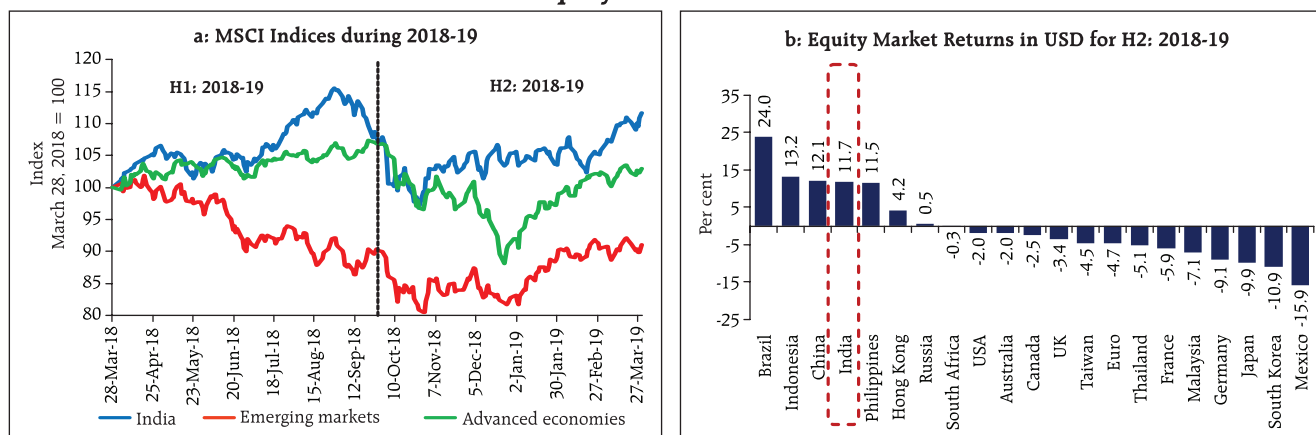 a: MSCI Indices during 2018-19
Index
March 28, 2018 = 100
120
115
110
105
100
95
90
85
80
H1: 2018-19
H2: 2018-19
28-Mar-18
25-Apr-18
23-May-18
20-Jun-18
18-Jul-18
15-Aug-18
12-Sep-18
10-Oct-18
7-Nov-18
5-Dec-18
2-Jan-19
30-Jan-19
27-Feb-19
27-Mar-19
India
Emerging markets
Advanced economies
b: Equity Market Returns in USD for H2: 2018-19
Per cent
35
25
15
5
-5
-15
-25
24.0
13.2
12.1
11.7
11.5
4.2
0.5
-0.3
-2.0
-2.0
-2.5
-3.4
-4.5
-4.7
-5.1
-5.9
-7.1
-9.1
-9.9
-10.9
-15.9
Brazil
Indonesia
China
India
Philippines
Hong Kong
Russia
South Africa
USA
Australia
Canada
UK
Taiwan
Euro
Thailand
France
Malaysia
Germany
Japan
South Korea
Mexico